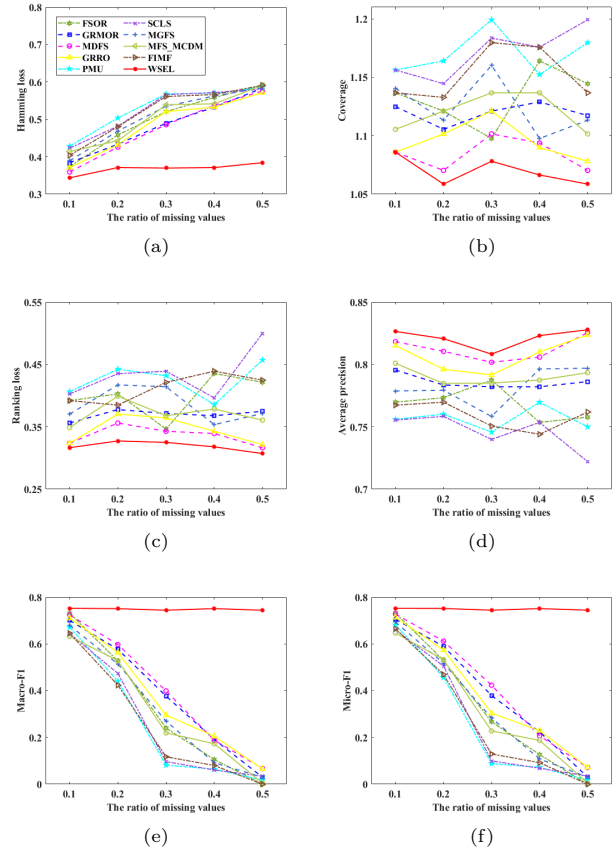 0.8
0.7
0.6
0.5
0.4
0.3
Hamming loss
FSOR
GRMOR
MDFS
GRRO
PMU
SCLS
MGFS
MFS_MCDM
FIMF
WSEL
0.1 0.2 0.3 0.4 0.5
The ratio of missing values
(a)
1.2
1.15
1.1
1.05
Coverage
0.1 0.2 0.3 0.4 0.5
The ratio of missing values
(b)
0.55
0.45
0.35
0.25
Ranking loss
0.1 0.2 0.3 0.4 0.5
The ratio of missing values
(c)
0.85
0.8
0.75
0.7
Average precision
0.1 0.2 0.3 0.4 0.5
The ratio of missing values
(d)
0.8
0.6
0.4
0.2
0
Macro-F1
0.1 0.2 0.3 0.4 0.5
The ratio of missing values
(e)
0.8
0.6
0.4
0.2
0
Micro-F1
0.1 0.2 0.3 0.4 0.5
The ratio of missing values
(f)